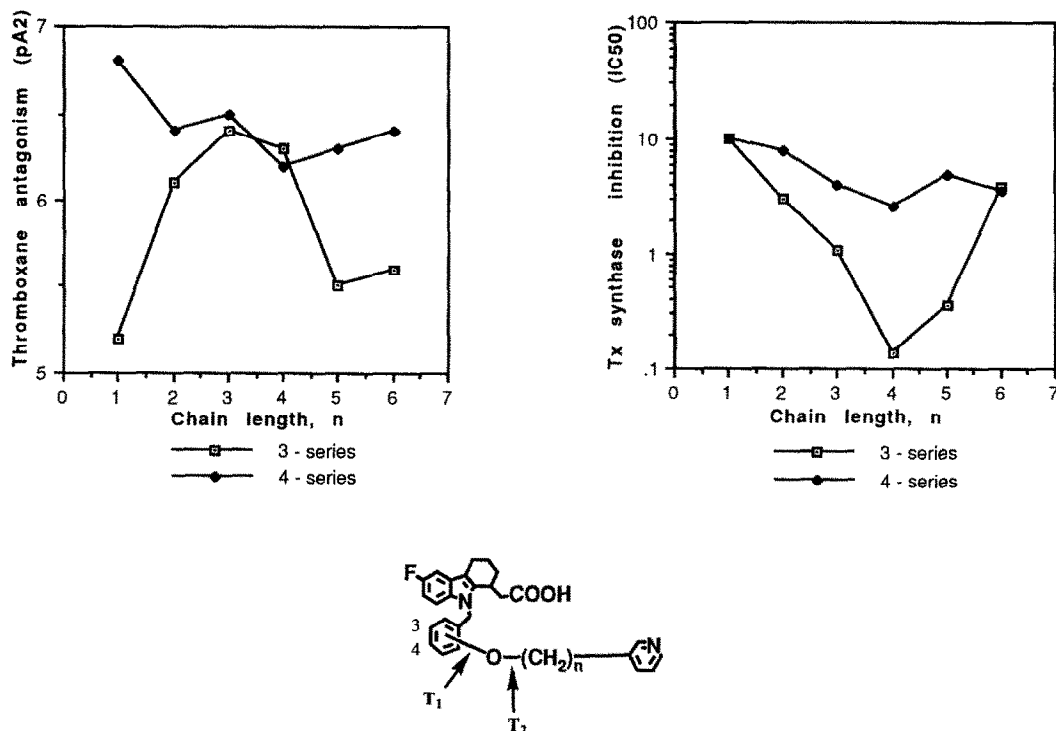 Thromboxane antagonism (pA2)
7
6
5
0 1 2 3 4 5 6 7
Chain length, n
3 - series
4 - series
Tx synthase inhibition (IC50)
100
10
1
.1
0 1 2 3 4 5 6 7
Chain length, n
3 - series
4 - series
F
COOH
N
3
4
O—(CH2)n
N
T1
T2